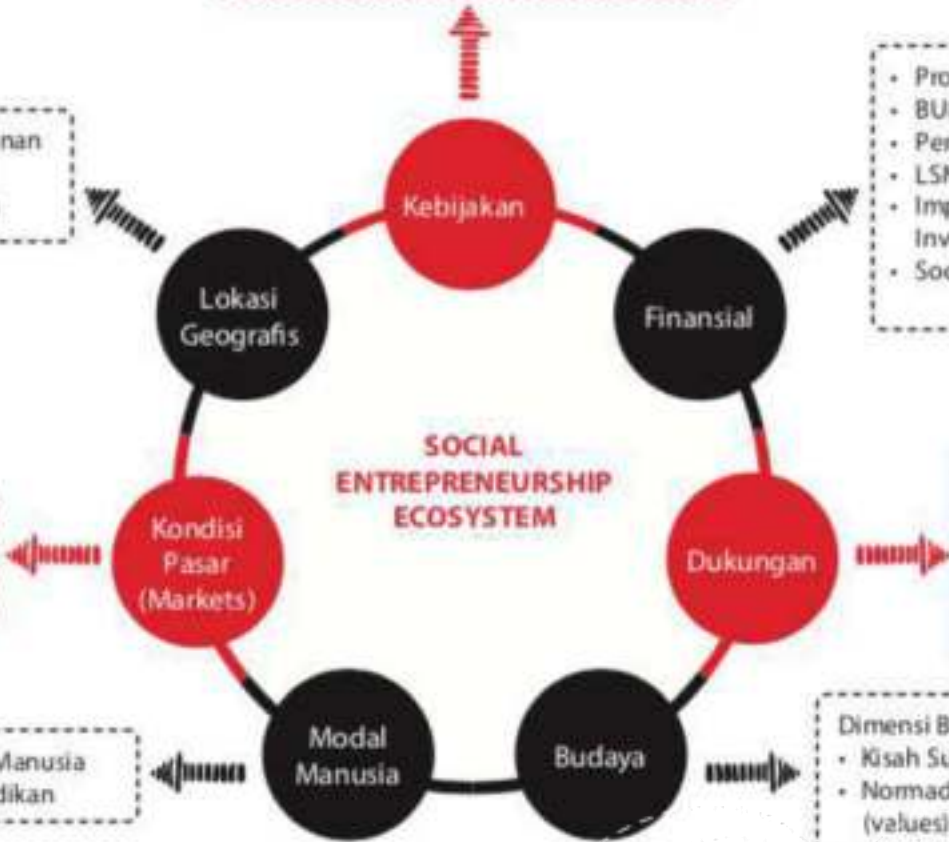 Kebijakan
Lokasi
Geografis
Finansial
SOCIAL
ENTREPRENEURSHIP
ECOSYSTEM
Kondisi
Pasar
(Markets)
Dukungan
Modal
Manusia
Budaya
Manusia
Dimensi B
• Kisah Su
• Normad
(values)
• Pro
• BU
• Per
• LSM
• Imp
Inv
• Soc
nan
dikan